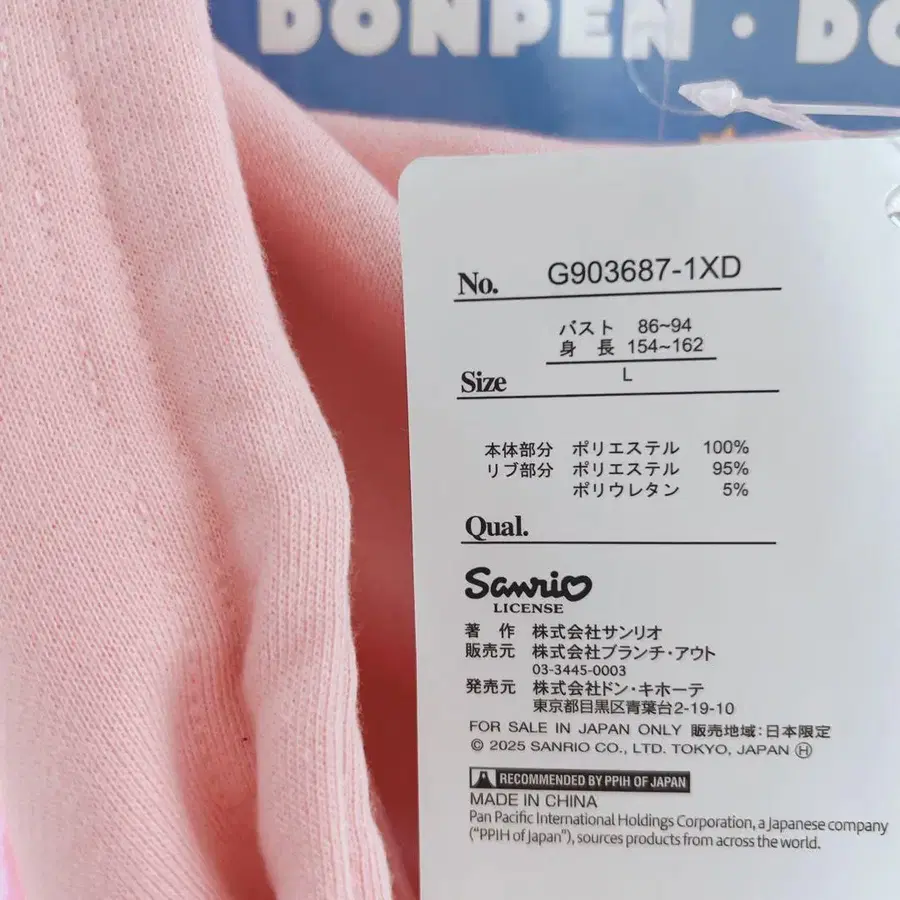 DONPEN · DO
No. G903687-1XD
バスト 86~94
身 長 154~162
Size L
本体部分 ポリエステル 100%
リブ部分 ポリエステル 95%
ポリウレタン 5%
Qual.
Sanrio
LICENSE
著 作 株式会社サンリオ
販売元 株式会社ブランチ・アウト
03-3445-0003
発売元 株式会社ドン・キホーテ
東京都目黒区青葉台2-19-10
FOR SALE IN JAPAN ONLY 販売地域:日本限定
© 2025 SANRIO CO., LTD. TOKYO, JAPAN Ⓗ
RECOMMENDED BY PPIH OF JAPAN
MADE IN CHINA
Pan Pacific International Holdings Corporation, a Japanese company
("PPIH of Japan"), sources products from across the world.